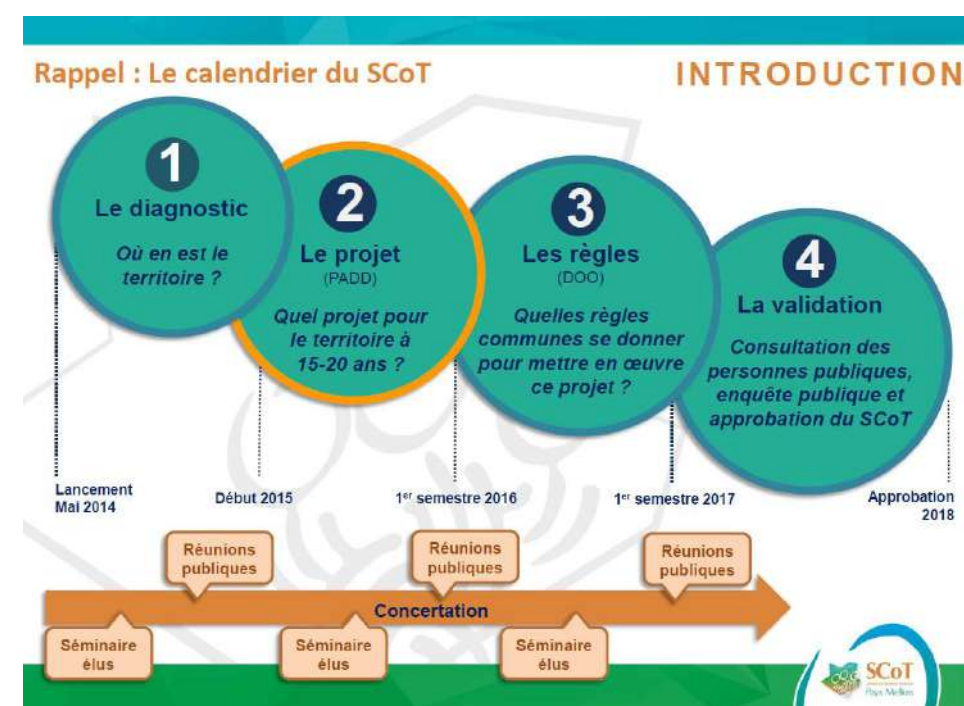 Rappel : Le calendrier du SCoT
INTRODUCTION
1
Le diagnostic
Où en est le
territoire ?
2
Le projet
(PADD)
Quel projet pour
le territoire à
15-20 ans ?
3
Les règles
(DOO)
Quelles règles
communes se donner
pour mettre en œuvre
ce projet ?
4
La validation
Consultation des
personnes publiques,
enquête publique et
approbation du SCoT
Lancement
Mai 2014
Début 2015
1er semestre 2016
1er semestre 2017
Approbation
2018
Réunions
publiques
Réunions
publiques
Réunions
publiques
Concertation
Séminaire
élus
Séminaire
élus
Séminaire
élus
SCoT
Pays Mellois